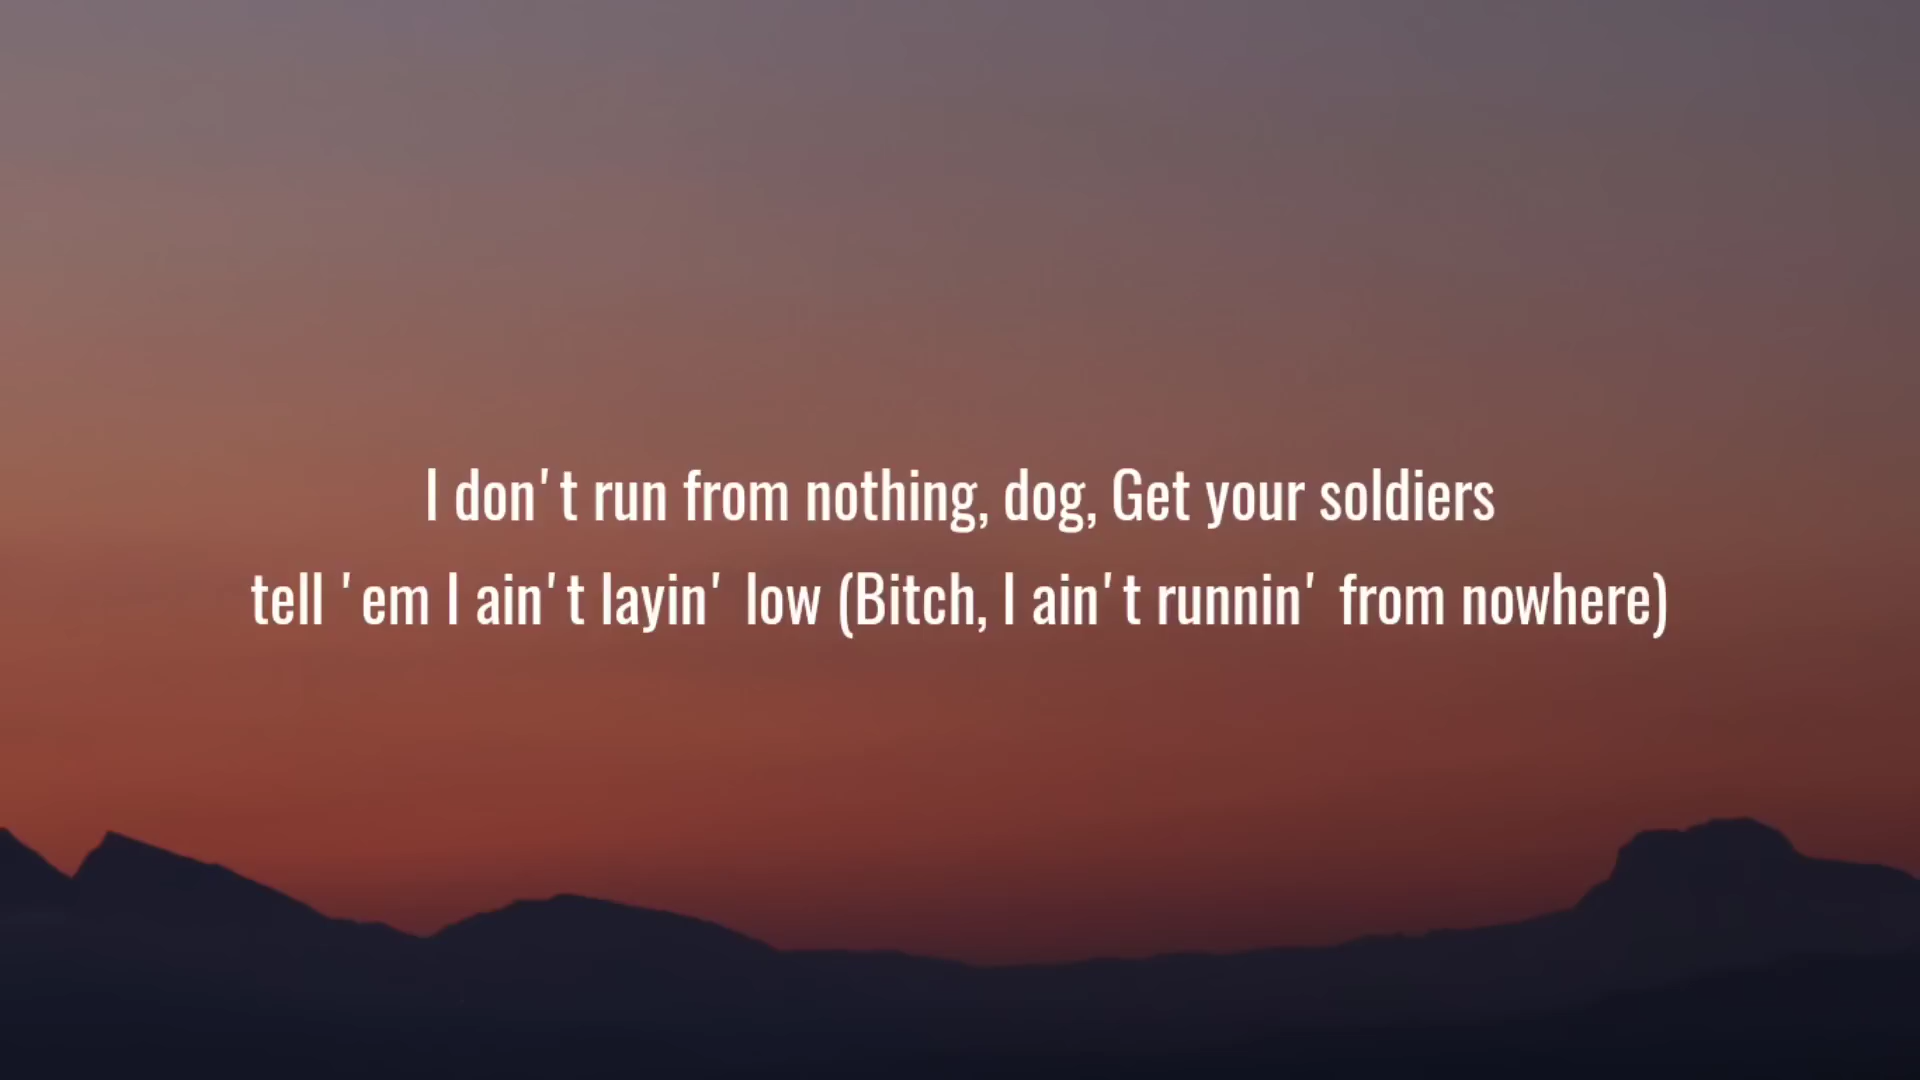 I don't run from nothing, dog, Get your soldiers
tell 'em I ain't layin' low (Bitch, I ain't runnin' from nowhere)